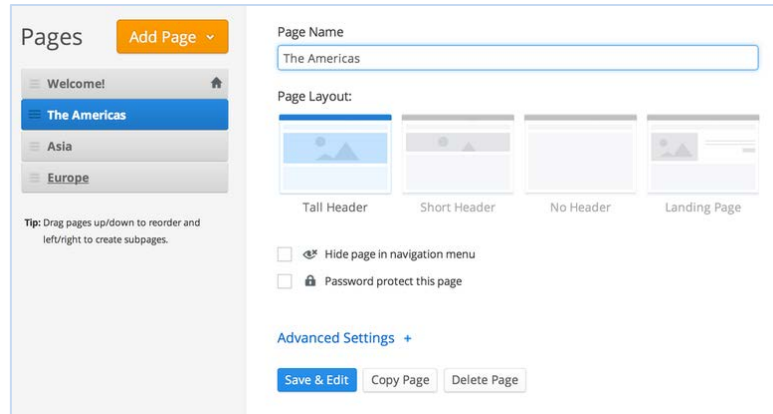 Pages
Add Page
Welcome!
The Americas
Asia
Europe
Tip: Drag pages up/down to reorder and
left/right to create subpages.
Page Name
The Americas
Page Layout:
Tall Header
Short Header
No Header
Landing Page
Hide page in navigation menu
Password protect this page
Advanced Settings +
Save & Edit
Copy Page
Delete Page